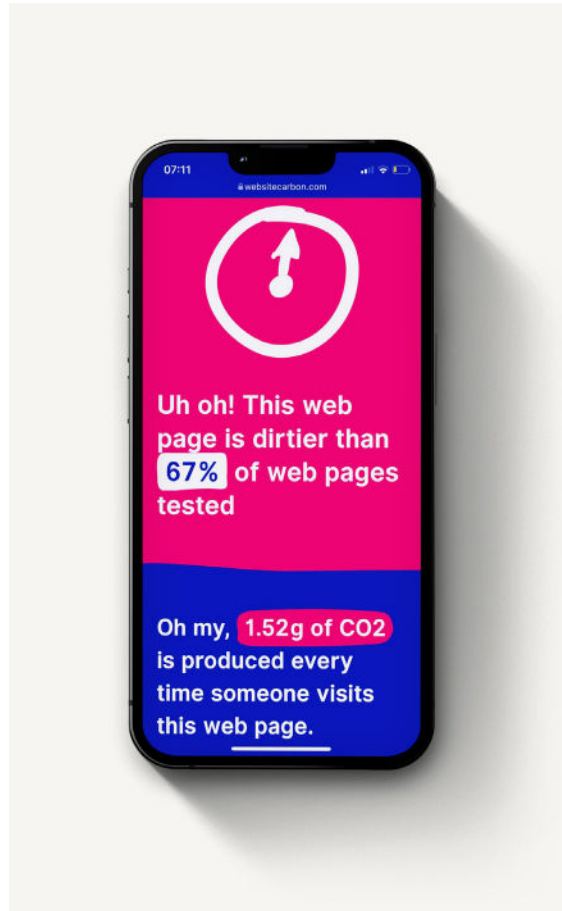 07:11
websitecarbon.com
Uh oh! This web
page is dirtier than
67% of web pages
tested
Oh my, 1.52g of CO2
is produced every
time someone visits
this web page.